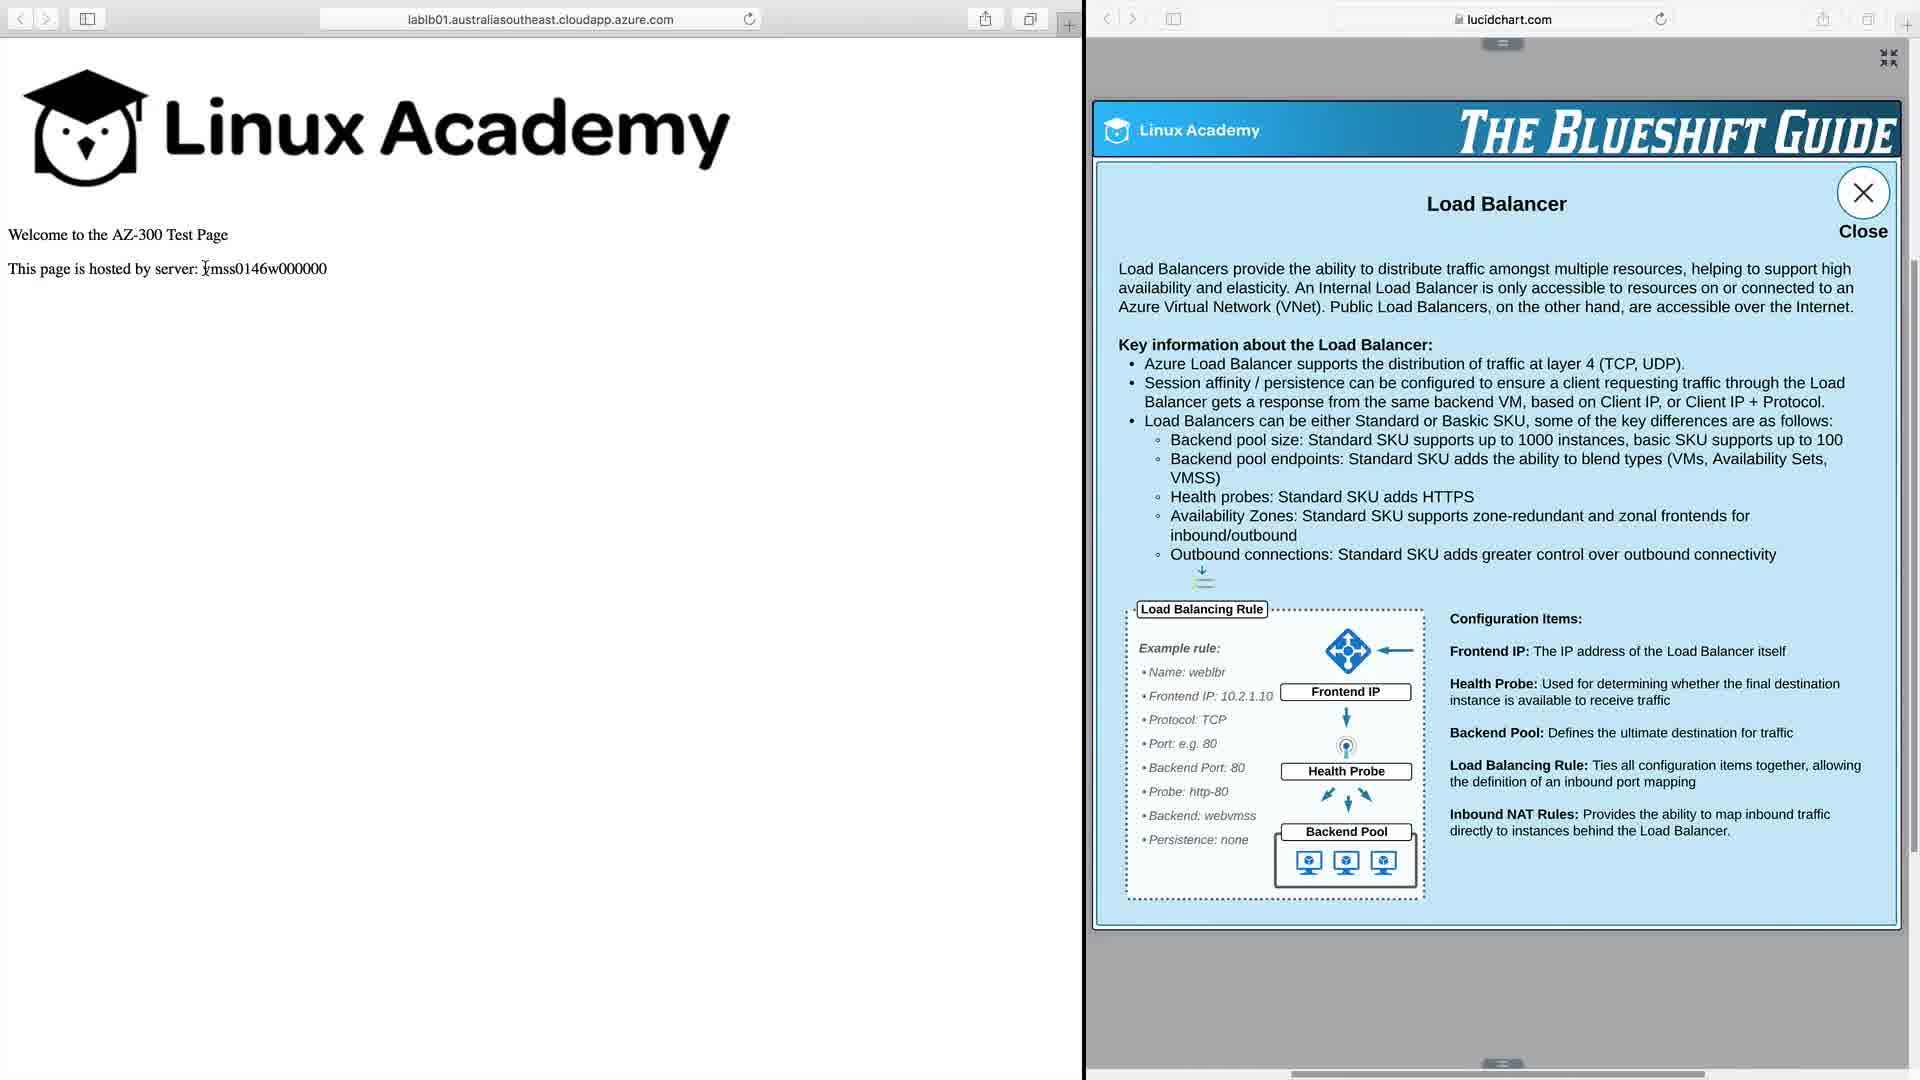 lablb01.australiasoutheast.cloudapp.azure.com
Linux Academy
Welcome to the AZ-300 Test Page
This page is hosted by server: vmss0146w000000
lucidchart.com
Linux Academy
THE BLUESHIFT GUIDE
Load Balancer
Close
Load Balancers provide the ability to distribute traffic amongst multiple resources, helping to support high
availability and elasticity. An Internal Load Balancer is only accessible to resources on or connected to an
Azure Virtual Network (VNet). Public Load Balancers, on the other hand, are accessible over the Internet.
Key information about the Load Balancer:
• Azure Load Balancer supports the distribution of traffic at layer 4 (TCP, UDP).
• Session affinity / persistence can be configured to ensure a client requesting traffic through the Load
Balancer gets a response from the same backend VM, based on Client IP, or Client IP + Protocol.
• Load Balancers can be either Standard or Baskic SKU, some of the key differences are as follows:
◦ Backend pool size: Standard SKU supports up to 1000 instances, basic SKU supports up to 100
◦ Backend pool endpoints: Standard SKU adds the ability to blend types (VMs, Availability Sets,
VMSS)
◦ Health probes: Standard SKU adds HTTPS
◦ Availability Zones: Standard SKU supports zone-redundant and zonal frontends for
inbound/outbound
◦ Outbound connections: Standard SKU adds greater control over outbound connectivity
Load Balancing Rule
Example rule:
• Name: weblbr
• Frontend IP: 10.2.1.10
• Protocol: TCP
• Port: e.g. 80
• Backend Port: 80
• Probe: http-80
• Backend: webvmss
• Persistence: none
Frontend IP
Health Probe
Backend Pool
Configuration Items:
Frontend IP: The IP address of the Load Balancer itself
Health Probe: Used for determining whether the final destination
instance is available to receive traffic
Backend Pool: Defines the ultimate destination for traffic
Load Balancing Rule: Ties all configuration items together, allowing
the definition of an inbound port mapping
Inbound NAT Rules: Provides the ability to map inbound traffic
directly to instances behind the Load Balancer.